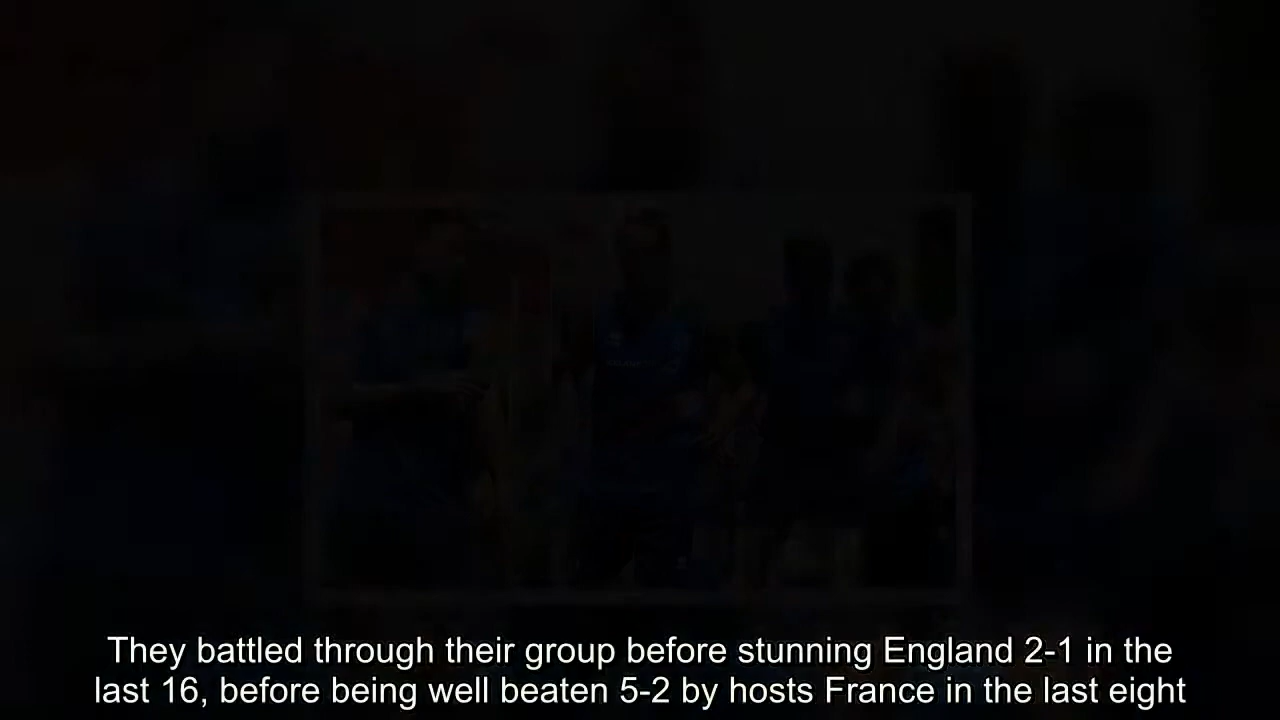 They battled through their group before stunning England 2-1 in the
last 16, before being well beaten 5-2 by hosts France in the last eight